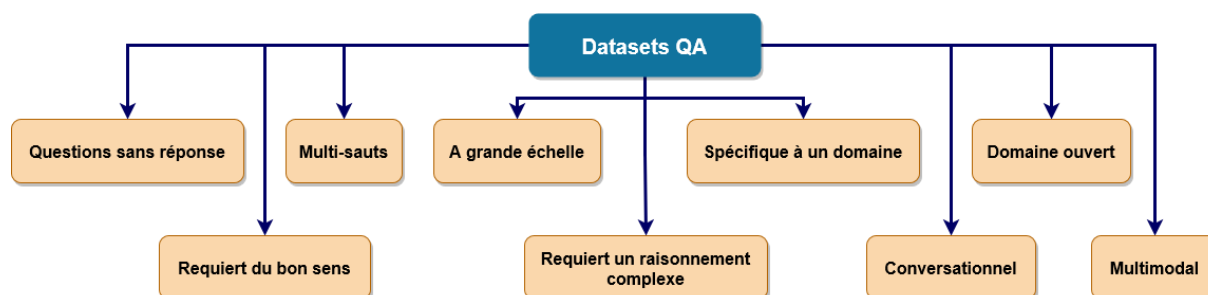 Datasets QA
Questions sans réponse
Multi-sauts
A grande échelle
Spécifique à un domaine
Domaine ouvert
Requiert du bon sens
Requiert un raisonnement
complexe
Conversationnel
Multimodal